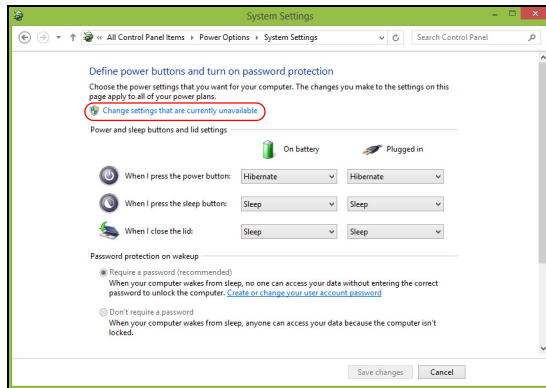 System Settings
« All Control Panel Items › Power Options › System Settings
Search Control Panel
Define power buttons and turn on password protection
Choose the power settings that you want for your computer. The changes you make to the settings on this
page apply to all of your power plans.
Change settings that are currently unavailable
Power and sleep buttons and lid settings
On battery Plugged in
When I press the power button: Hibernate Hibernate
When I press the sleep button: Sleep Sleep
When I close the lid: Sleep Sleep
Password protection on wakeup
Require a password (recommended)
When your computer wakes from sleep, no one can access your data without entering the correct
password to unlock the computer. Create or change your user account password
Don't require a password
When your computer wakes from sleep, anyone can access your data because the computer isn't
locked.
Save changes Cancel